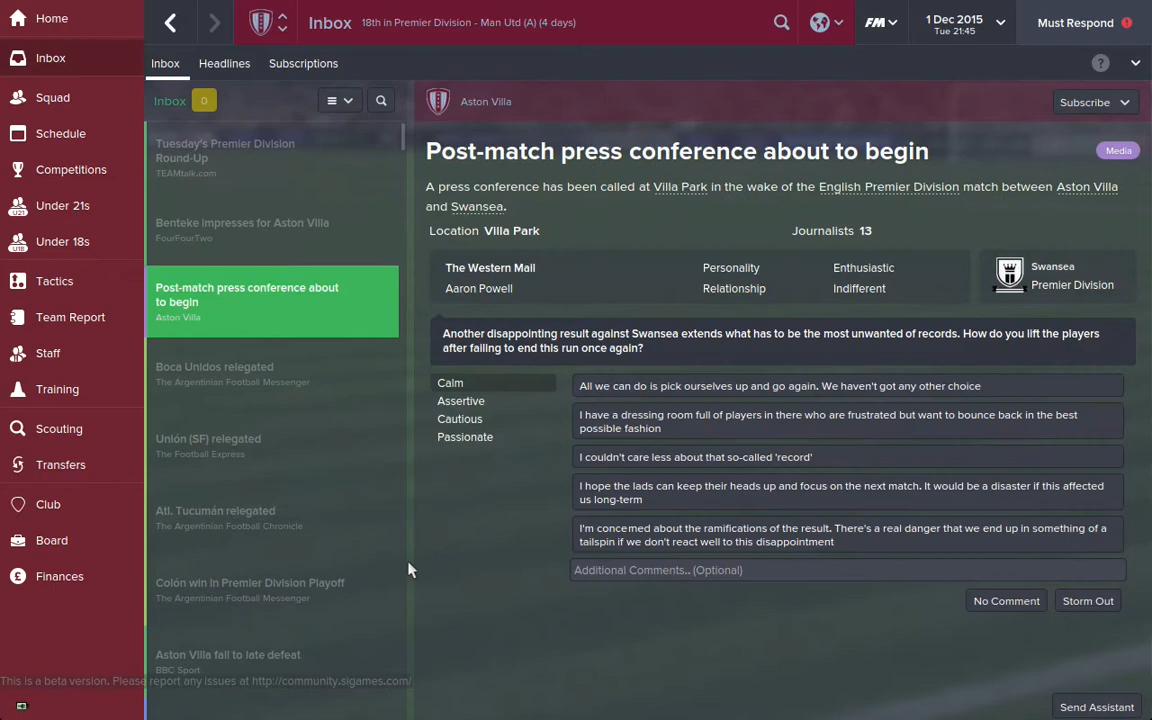 Home
Inbox
Squad
Schedule
Competitions
Under 21s
U21
Under 18s
U18
Tactics
Team Report
Staff
Training
Scouting
Transfers
Club
Board
£ Finances
Inbox
18th in Premier Division - Man Utd (A) (4 days)
FM
1 Dec 2015
Tue 21:45
Must Respond !
Inbox Headlines Subscriptions
?
Inbox 0
Tuesday's Premier Division
Round-Up
TEAMtalk.com
Benteke impresses for Aston Villa
FourFourTwo
Post-match press conference about
to begin
Aston Villa
Boca Unidos relegated
The Argentinian Football Messenger
Unión (SF) relegated
The Football Express
Atl. Tucumán relegated
The Argentinian Football Chronicle
Colón win in Premier Division Playoff
The Argentinian Football Messenger
Aston Villa fall to late defeat
BBC Sport
This is a beta version. Please report any issues at http://community.sigames.com/
Aston Villa
Subscribe
Post-match press conference about to begin
Media
A press conference has been called at Villa Park in the wake of the English Premier Division match between Aston Villa
and Swansea.
Location Villa Park
Journalists 13
The Western Mail Personality Enthusiastic
Aaron Powell Relationship Indifferent
Swansea
Premier Division
Another disappointing result against Swansea extends what has to be the most unwanted of records. How do you lift the players
after failing to end this run once again?
Calm
Assertive
Cautious
Passionate
All we can do is pick ourselves up and go again. We haven't got any other choice
I have a dressing room full of players in there who are frustrated but want to bounce back in the best
possible fashion
I couldn't care less about that so-called 'record'
I hope the lads can keep their heads up and focus on the next match. It would be a disaster if this affected
us long-term
I'm concerned about the ramifications of the result. There's a real danger that we end up in something of a
tailspin if we don't react well to this disappointment
Additional Comments.. (Optional)
No Comment Storm Out
Send Assistant